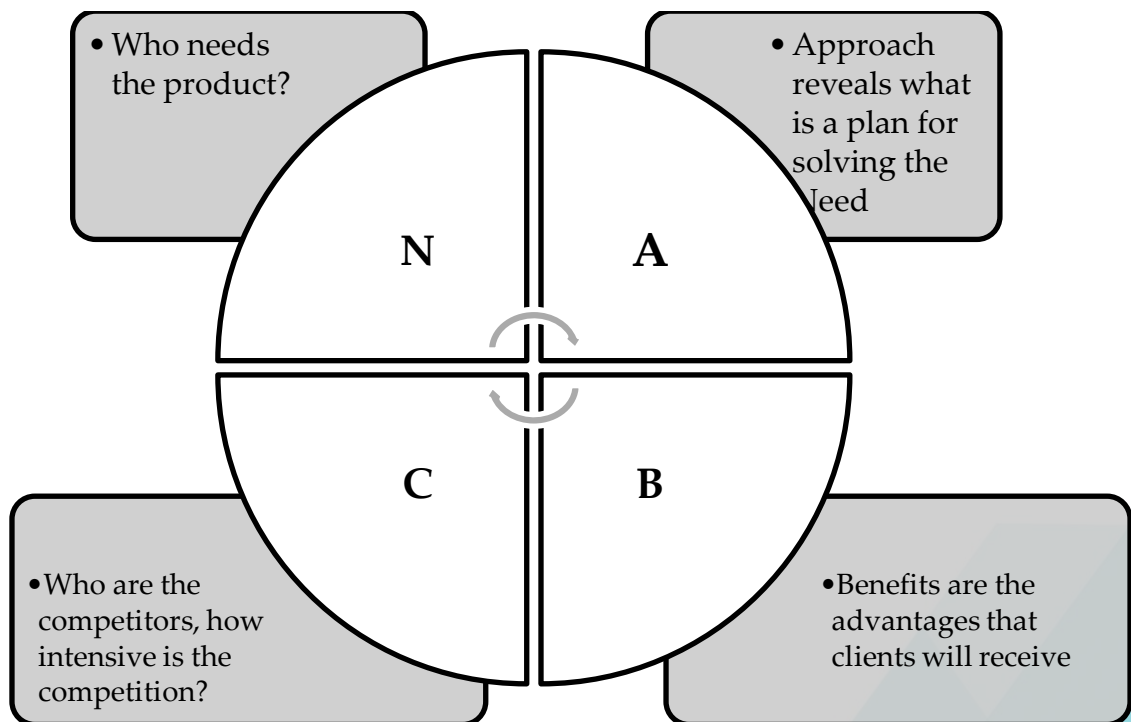 • Who needs
the product?
• Approach
reveals what
is a plan for
solving the
Need
N
A
C
B
•Who are the
competitors, how
intensive is the
competition?
•Benefits are the
advantages that
clients will receive